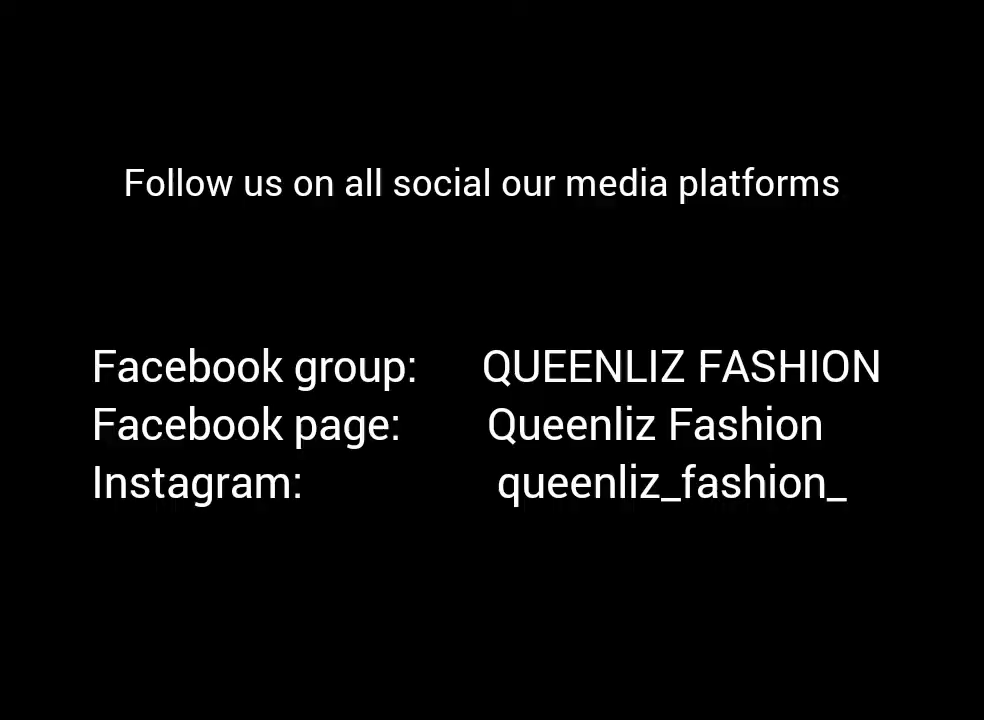 Follow us on all social our media platforms
Facebook group: QUEENLIZ FASHION
Facebook page: Queenliz Fashion
Instagram: queenliz_fashion_